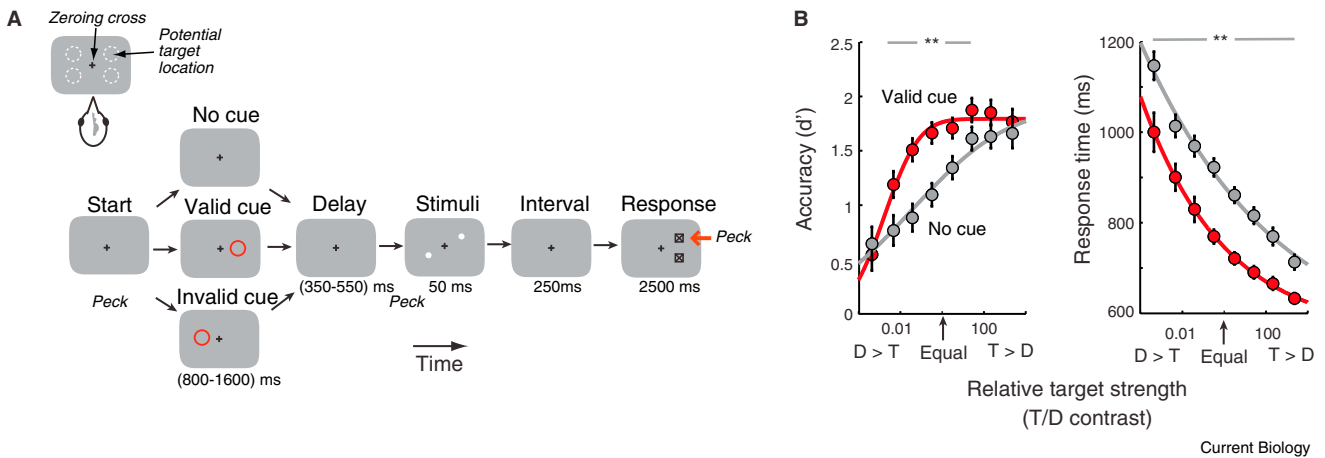 A
Zeroing cross
Potential
target
location
No cue
Start
Valid cue
Delay
Stimuli
Interval
Response
Peck
Peck
Invalid cue
(350-550) ms
Peck
50 ms
250ms
2500 ms
(800-1600) ms
Time
B
2.5
2
1.5
1
0.5
0
Accuracy (d')
**
Valid cue
No cue
0.01
100
D > T
Equal
T > D
1200
1000
800
600
Response time (ms)
**
0.01
100
D > T
Equal
T > D
Relative target strength
(T/D contrast)
Current Biology